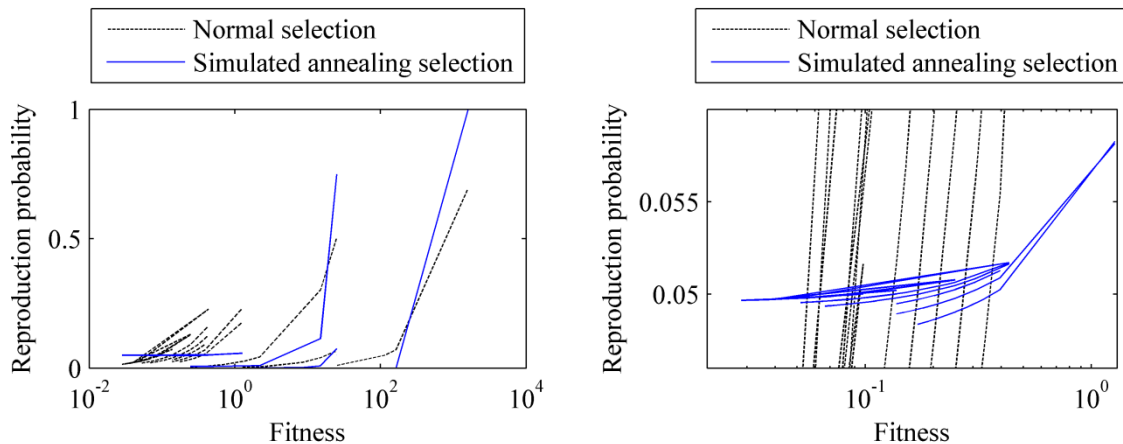 Normal selection
Simulated annealing selection
Reproduction probability
1
0.5
0
10^-2
10^0
10^2
10^4
Fitness
Normal selection
Simulated annealing selection
Reproduction probability
0.055
0.05
10^-1
10^0
Fitness